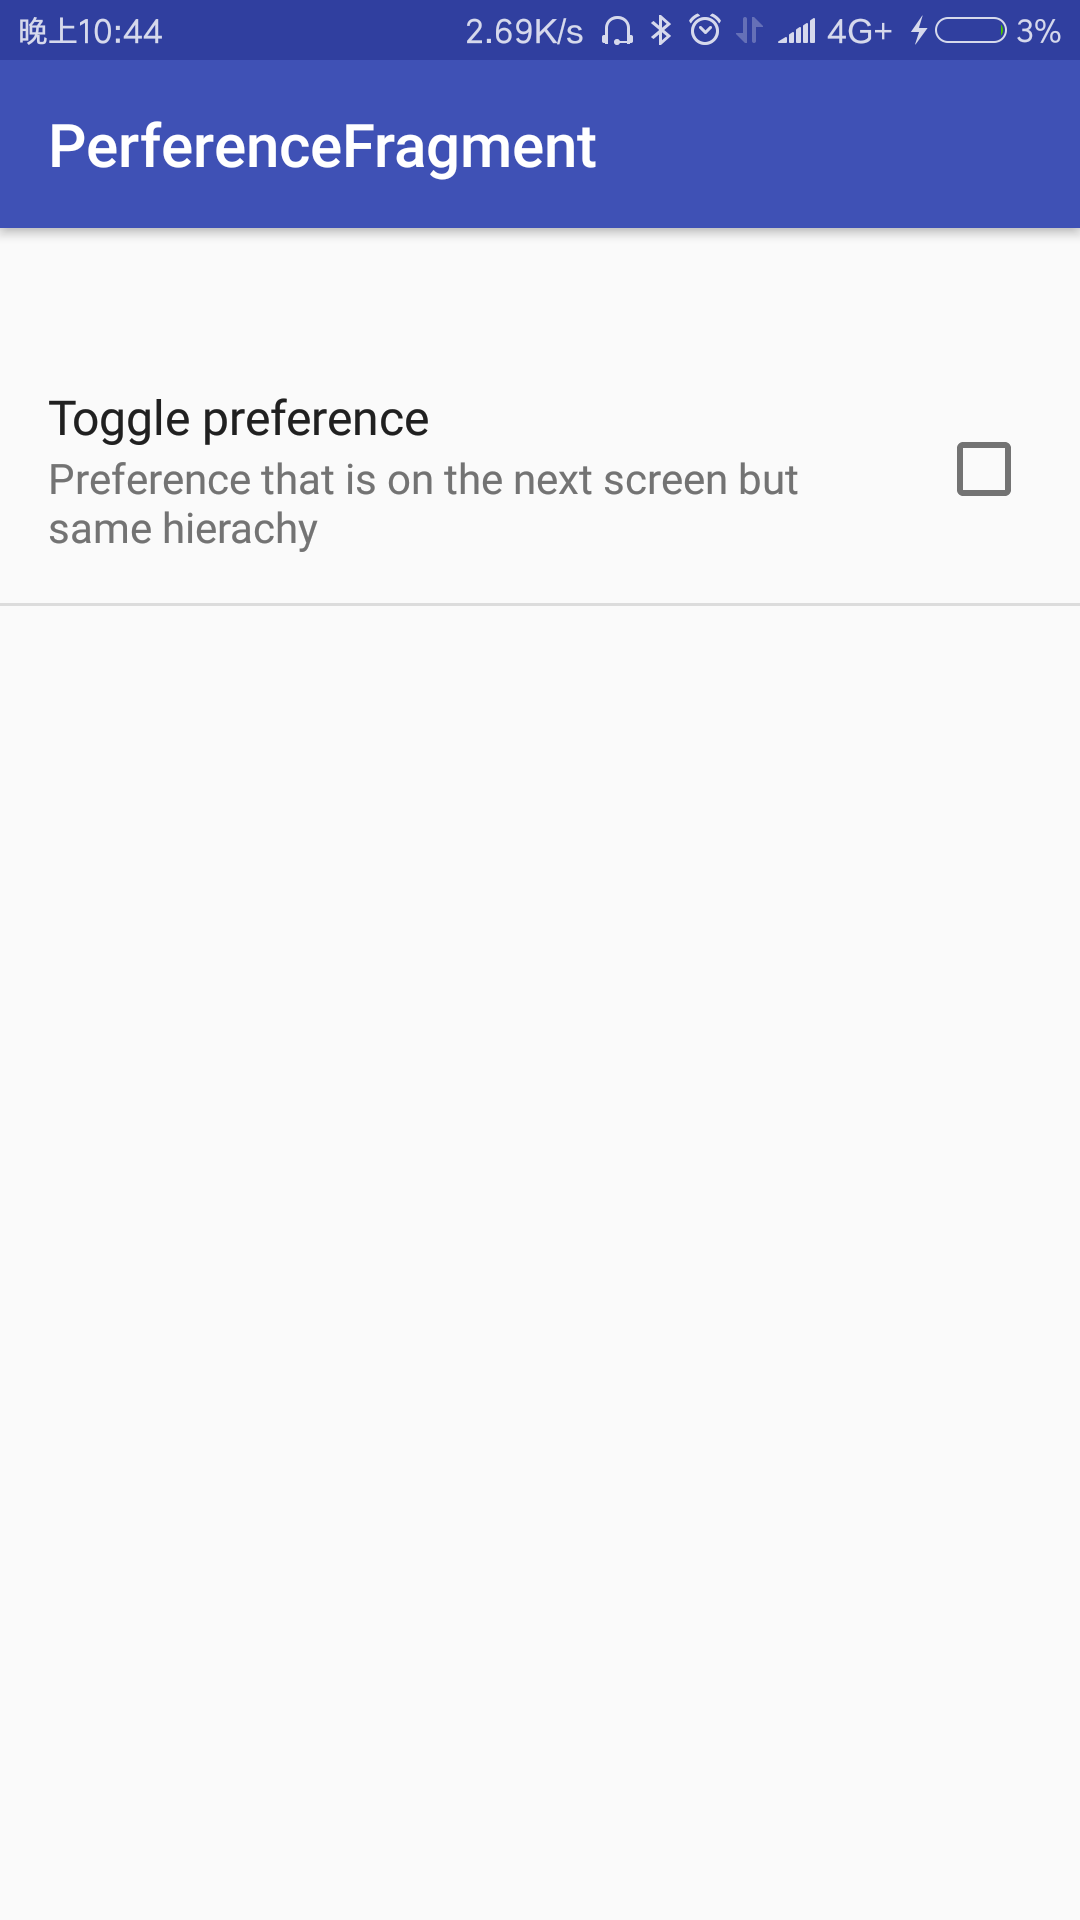 晚上10:44 2.69K/s 4G+ 3%
PerferenceFragment
Toggle preference
Preference that is on the next screen but
same hierachy